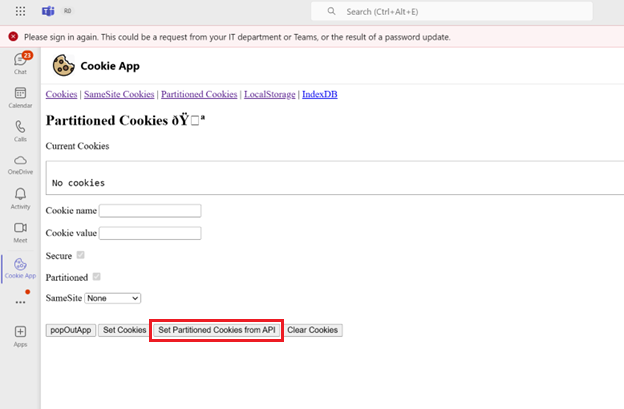 R0
Search (Ctrl+Alt+E)
Please sign in again. This could be a request from your IT department or Teams, or the result of a password update.
23
Chat
Calendar
Calls
OneDrive
Activity
Meet
Cookie App
Apps
Cookie App
Cookies | SameSite Cookies | Partitioned Cookies | LocalStorage | IndexDB
Partitioned Cookies ðŸ□ª
Current Cookies
No cookies
Cookie name
Cookie value
Secure
Partitioned
SameSite None
popOutApp Set Cookies Set Partitioned Cookies from API Clear Cookies